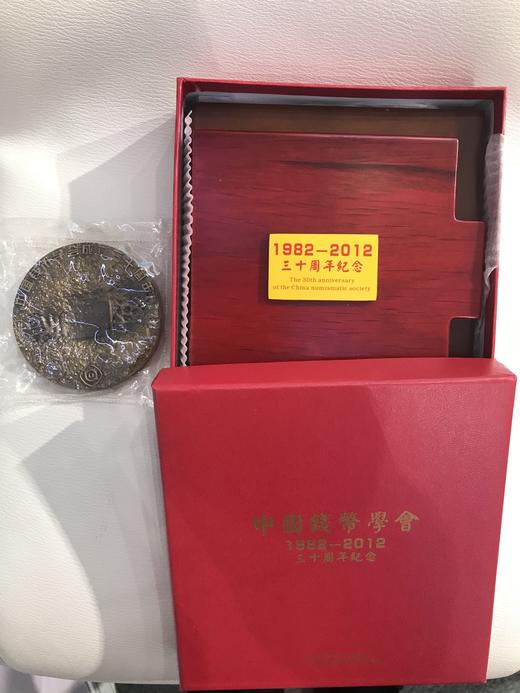 1982—2012
三十周年紀念
The 30th anniversary
of the China numismatic society
中國錢幣學會
1982—2012
三十周年紀念